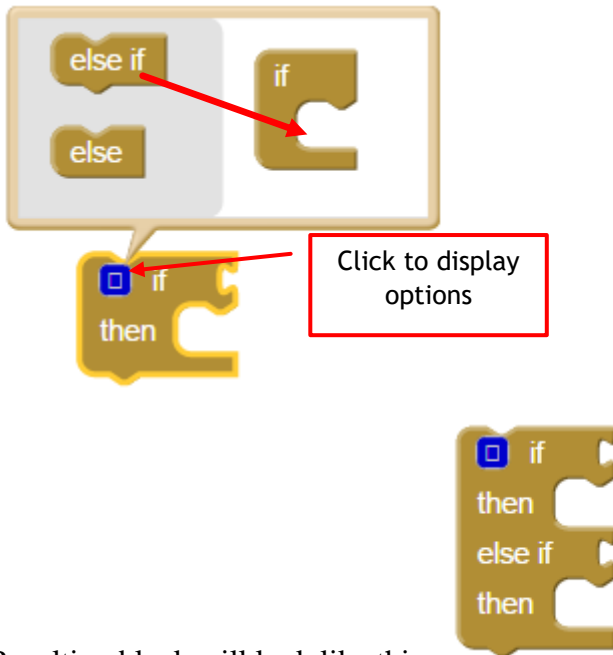 else if
if
else
Click to display
options
if
then
if
then
else if
then